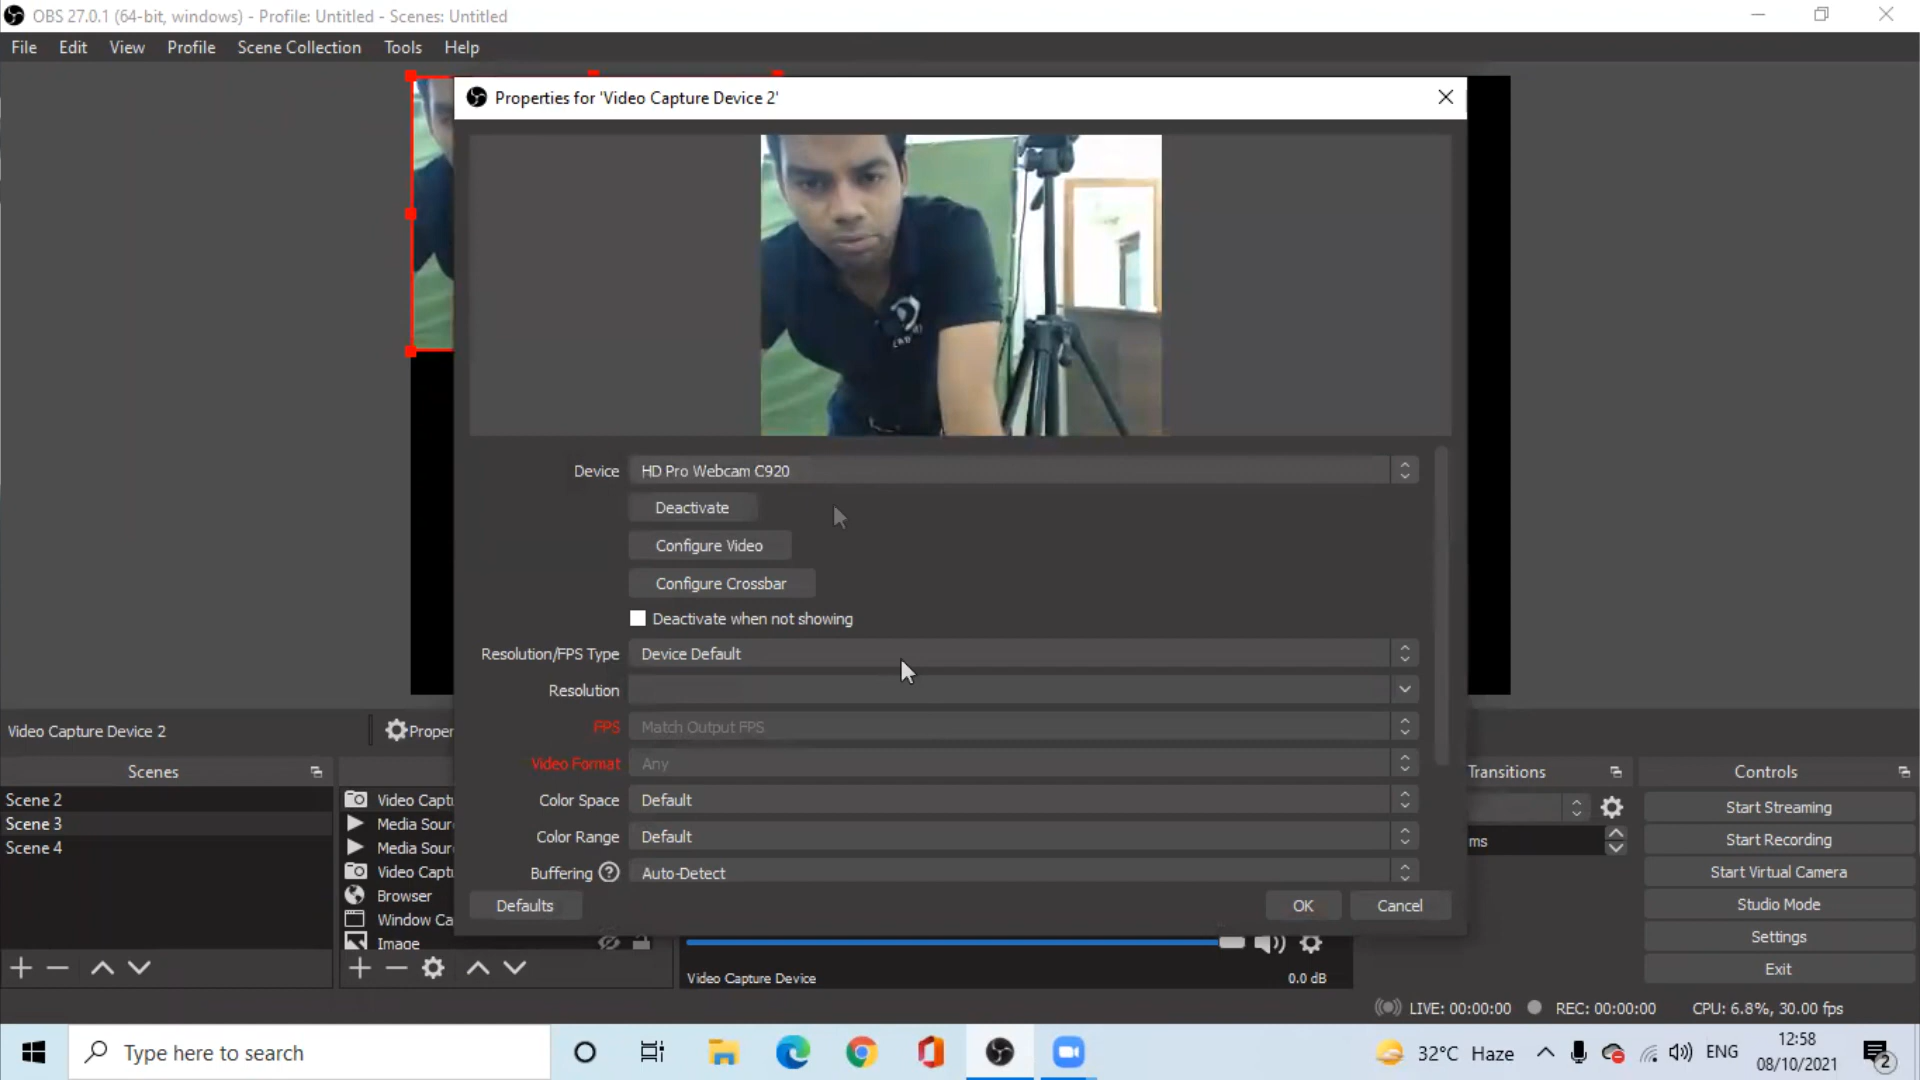 OBS 27.0.1 (64-bit, windows) - Profile: Untitled - Scenes: Untitled
File Edit View Profile Scene Collection Tools Help
Properties for 'Video Capture Device 2'
Device HD Pro Webcam C920
Deactivate
Configure Video
Configure Crossbar
Deactivate when not showing
Resolution/FPS Type Device Default
Resolution
FPS Match Output FPS
Video Format Any
Color Space Default
Color Range Default
Buffering ? Auto-Detect
Defaults OK Cancel
Video Capture Device 2 Proper
Scenes
Scene 2
Scene 3
Scene 4
Video Capt
Media Sour
Media Sour
Video Capt
Browser
Window Ca
Image
Video Capture Device 0.0 dB
Transitions
ms
Controls
Start Streaming
Start Recording
Start Virtual Camera
Studio Mode
Settings
Exit
LIVE: 00:00:00 REC: 00:00:00 CPU: 6.8%, 30.00 fps
Type here to search
32°C Haze ENG
12:58
08/10/2021
2